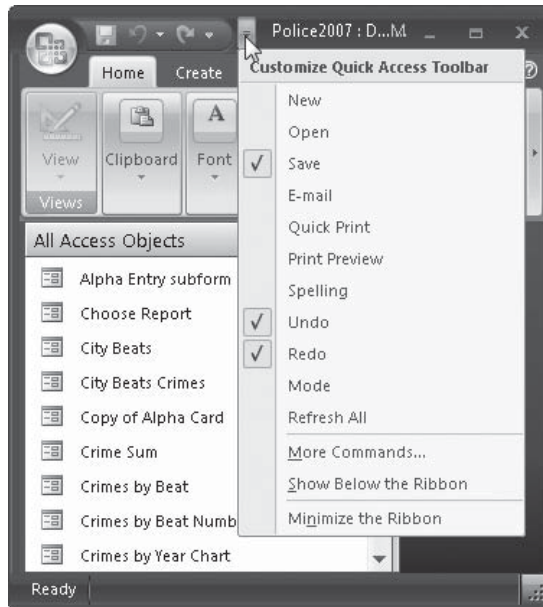 Police2007 : D...M
Home Create
Customize Quick Access Toolbar
New
Open
Save
E-mail
Quick Print
Print Preview
Spelling
Undo
Redo
Mode
Refresh All
More Commands...
Show Below the Ribbon
Minimize the Ribbon
View
Clipboard
Font
A
Views
All Access Objects
Alpha Entry subform
Choose Report
City Beats
City Beats Crimes
Copy of Alpha Card
Crime Sum
Crimes by Beat
Crimes by Beat Numb
Crimes by Year Chart
Ready